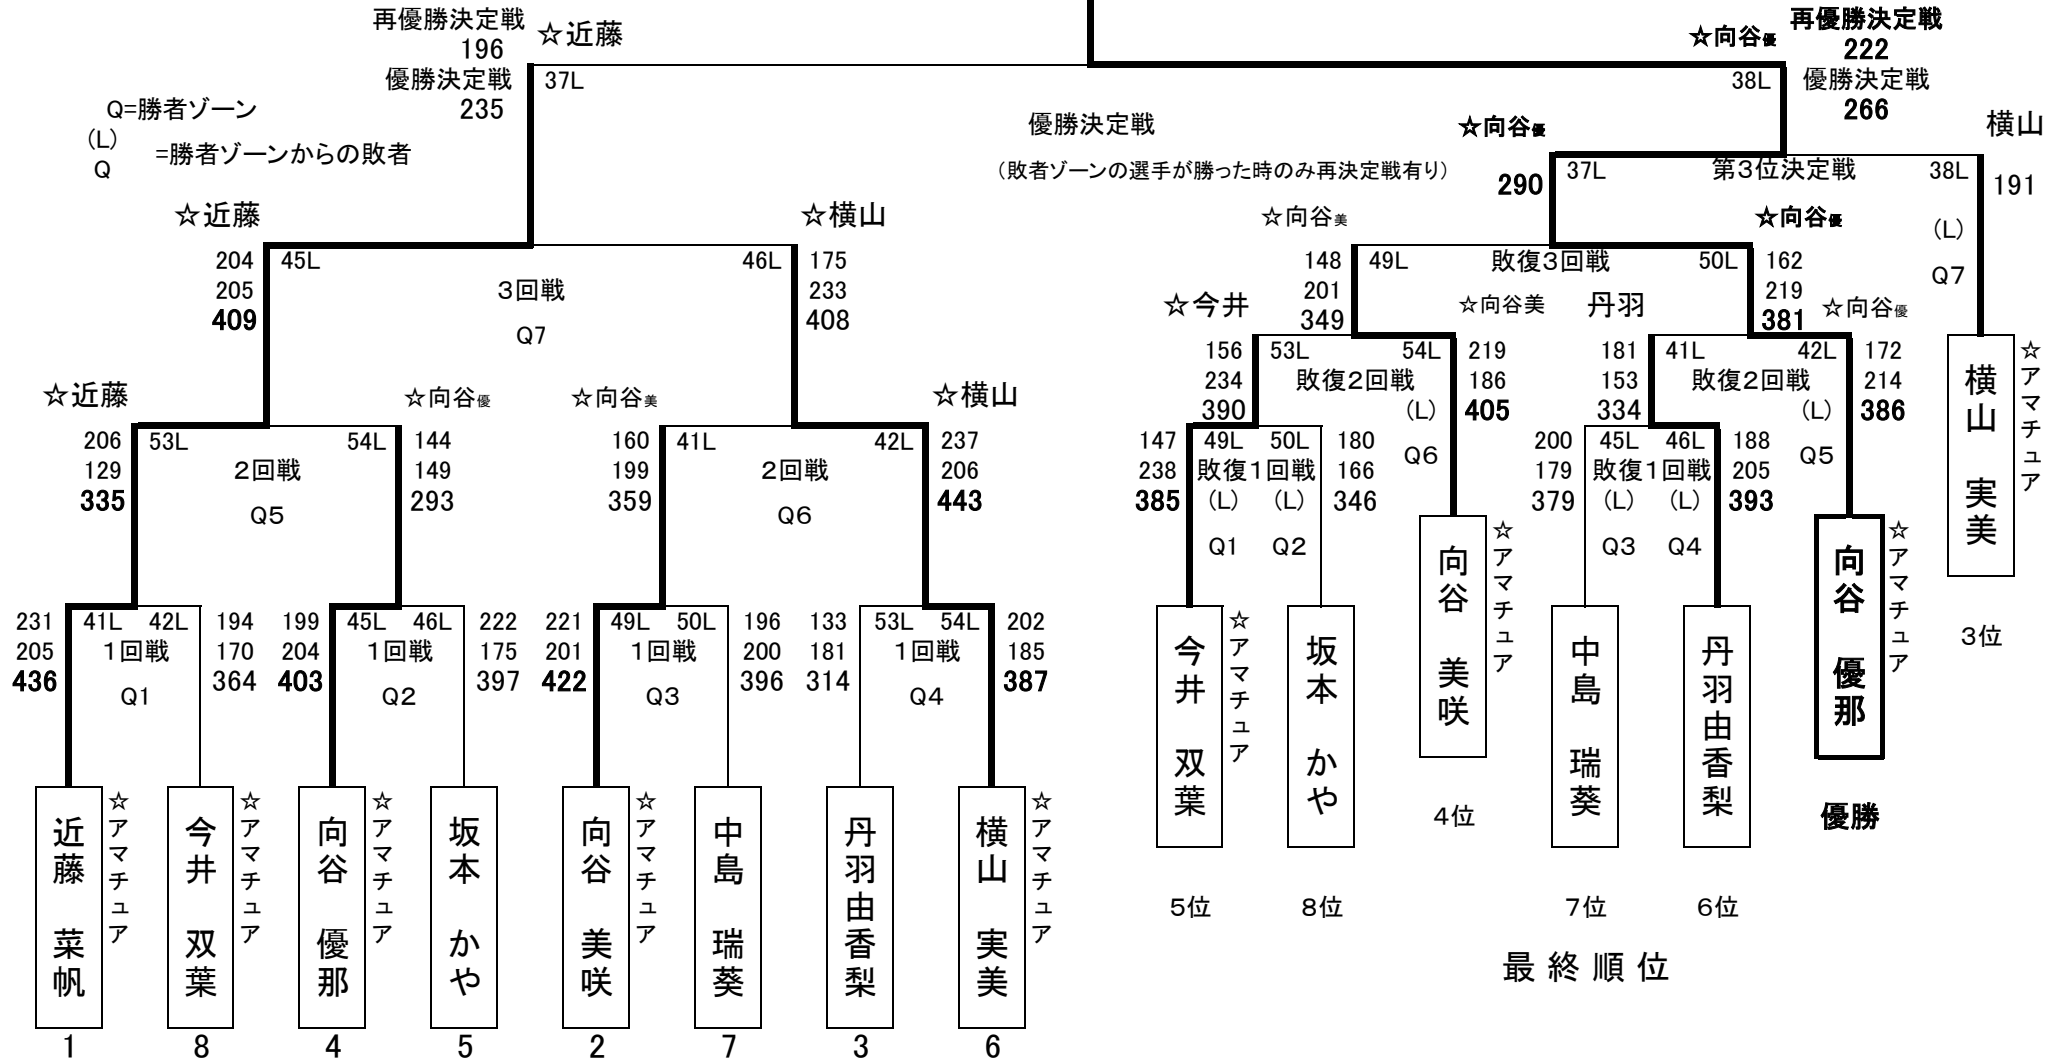 再優勝決定戦
196
☆近藤
優勝決定戦
235
37L
☆向谷優
再優勝決定戦
222
38L
優勝決定戦
266
Q=勝者ゾーン
(L)
Q
=勝者ゾーンからの敗者
優勝決定戦
(敗者ゾーンの選手が勝った時のみ再決定戦有り)
☆向谷優
290
37L
第3位決定戦
38L
横山
191
(L)
Q7
☆近藤
204
205
409
45L
3回戦
Q7
46L
☆横山
175
233
408
☆向谷美
148
201
349
49L
敗復3回戦
50L
☆向谷優
162
219
381
☆近藤
206
129
335
53L
2回戦
Q5
54L
☆向谷優
144
149
293
☆向谷美
160
199
359
41L
2回戦
Q6
42L
☆横山
237
206
443
☆今井
156
234
390
53L
敗復2回戦
54L
(L)
Q6
☆向谷美
219
186
405
丹羽
181
153
334
41L
敗復2回戦
42L
(L)
Q5
☆向谷優
172
214
386
147
238
385
49L
50L
敗復1回戦
(L)
(L)
Q1
Q2
180
166
346
200
179
379
45L
46L
敗復1回戦
(L)
(L)
Q3
Q4
188
205
393
231
205
436
41L
42L
1回戦
Q1
194
170
364
199
204
403
45L
46L
1回戦
Q2
222
175
397
221
201
422
49L
50L
1回戦
Q3
196
200
396
133
181
314
53L
54L
1回戦
Q4
202
185
387
近藤 菜帆
☆アマチュア
1
今井 双葉
☆アマチュア
8
向谷 優那
☆アマチュア
4
坂本 かや
5
向谷 美咲
☆アマチュア
2
中島 瑞葵
7
丹羽由香梨
3
横山 実美
☆アマチュア
6
今井 双葉
☆アマチュア
5位
坂本 かや
8位
向谷 美咲
☆アマチュア
4位
中島 瑞葵
7位
丹羽由香梨
6位
向谷 優那
☆アマチュア
優勝
横山 実美
☆アマチュア
3位
最終順位